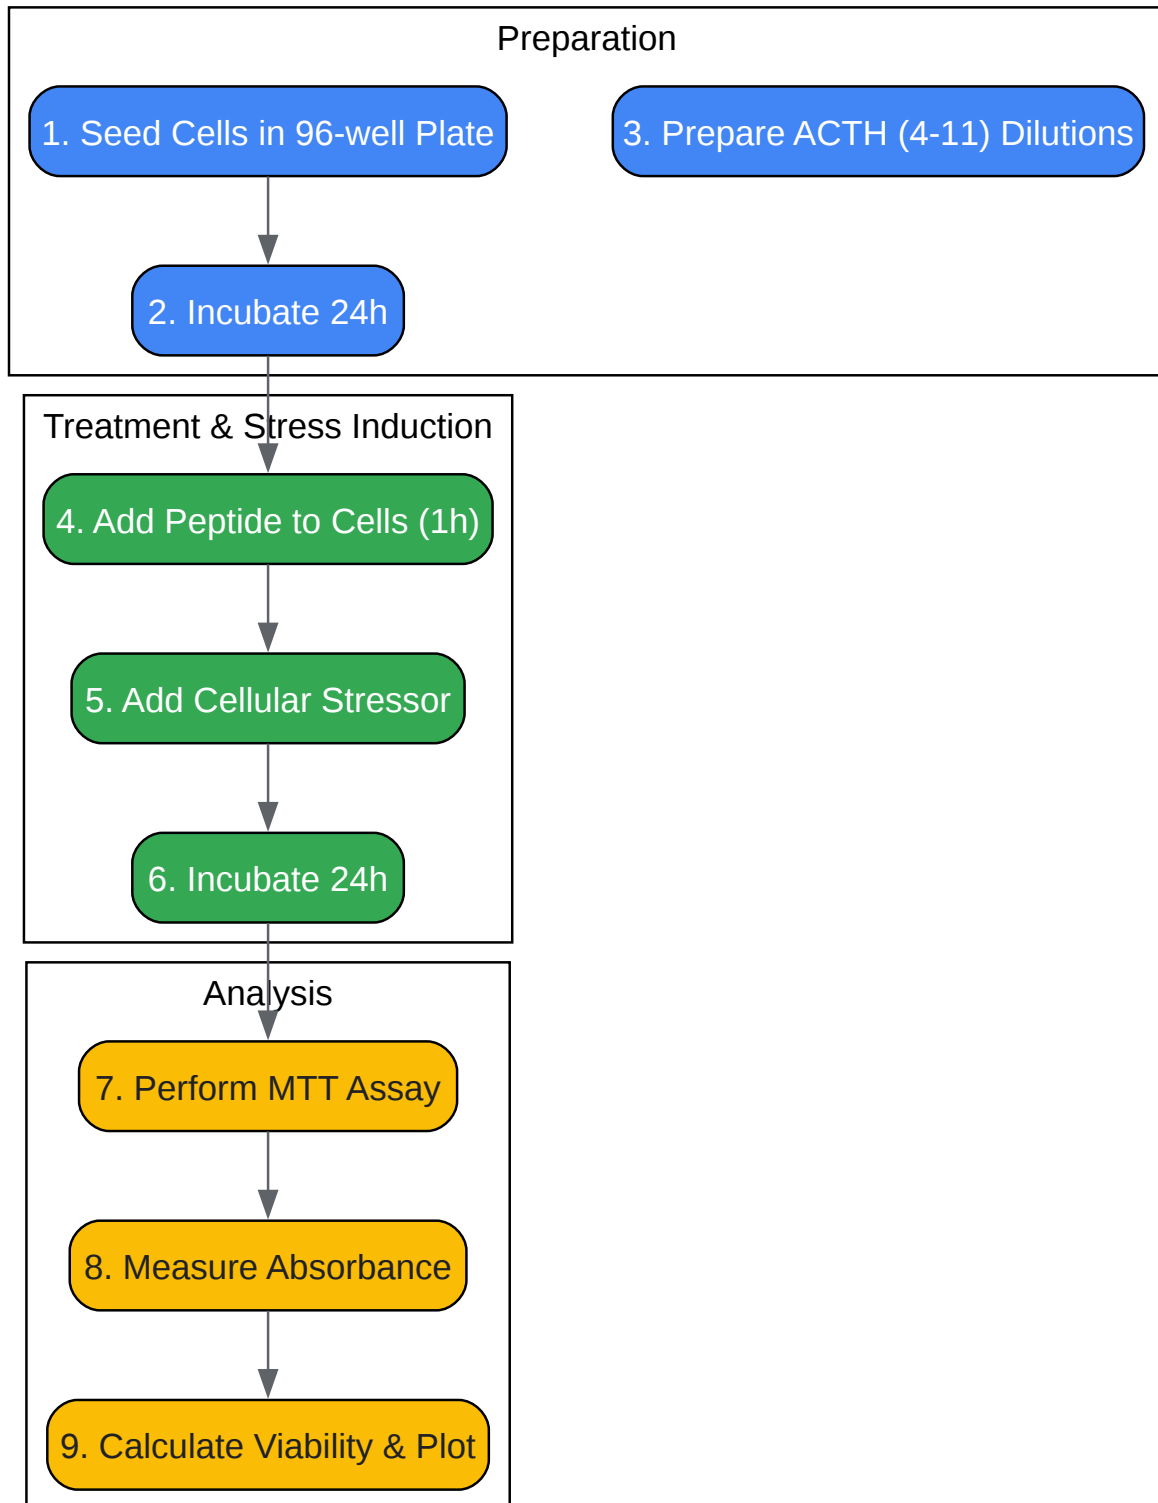 Preparation
1. Seed Cells in 96-well Plate
3. Prepare ACTH (4-11) Dilutions
2. Incubate 24h
Treatment & Stress Induction
4. Add Peptide to Cells (1h)
5. Add Cellular Stressor
6. Incubate 24h
Analysis
7. Perform MTT Assay
8. Measure Absorbance
9. Calculate Viability & Plot